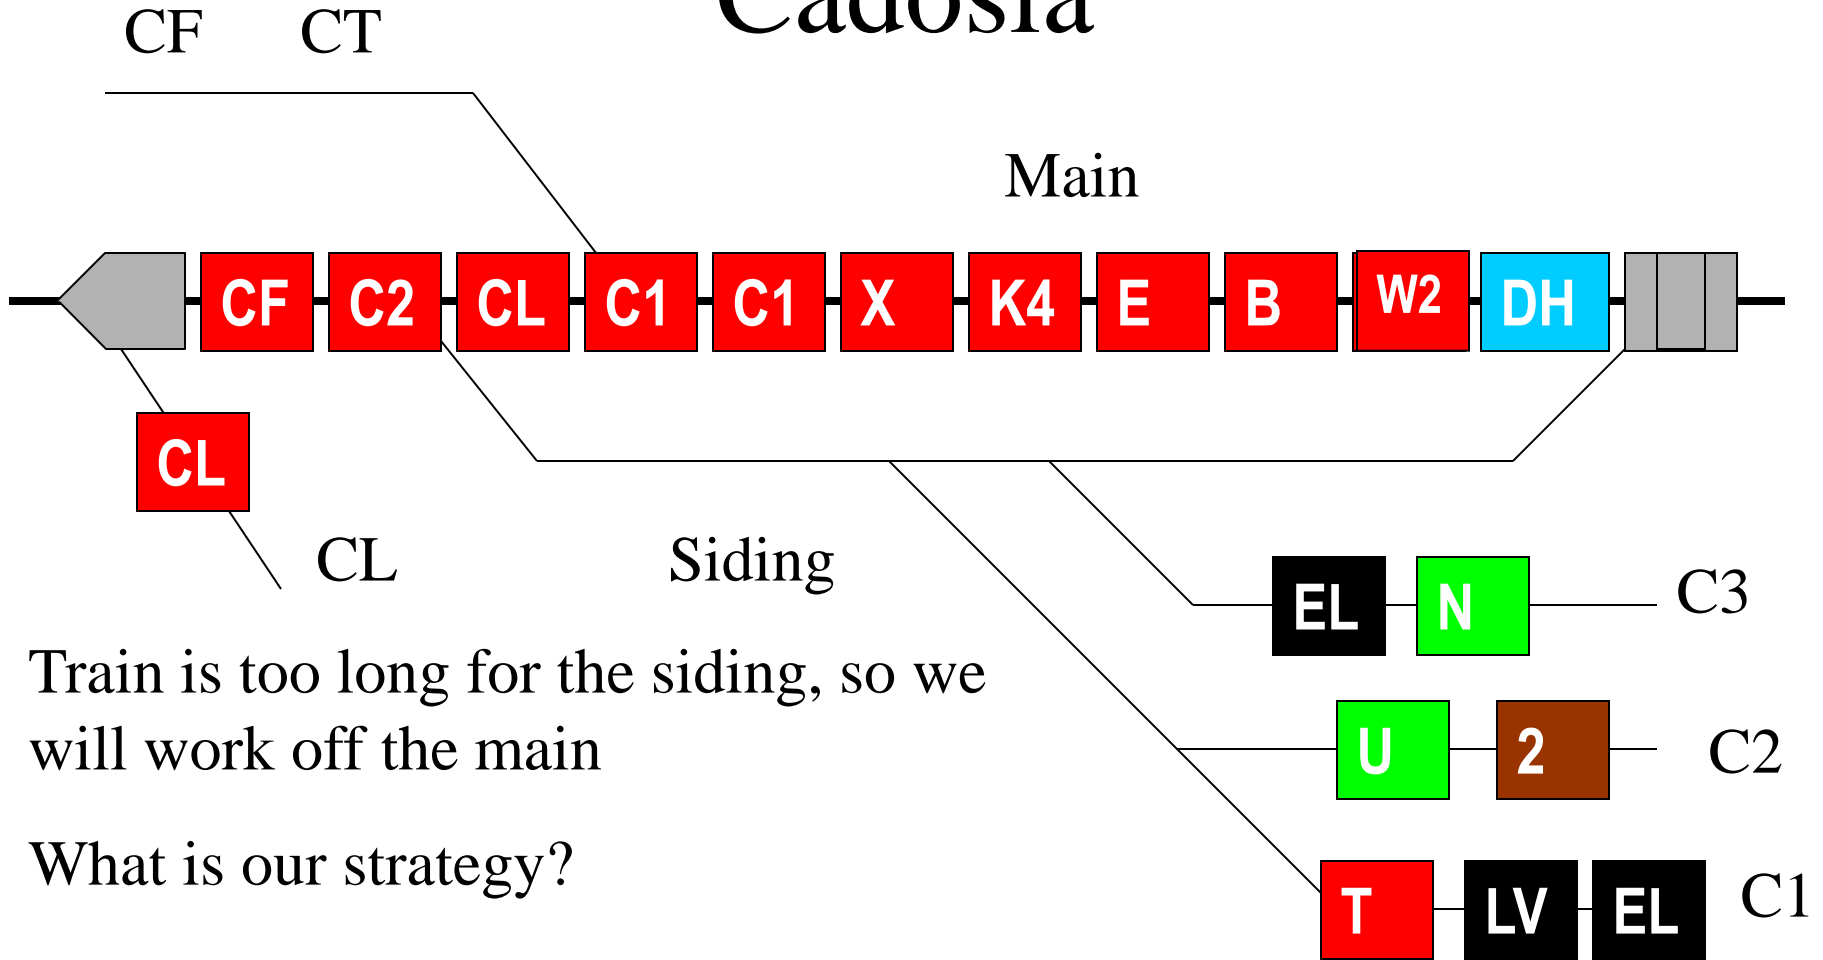 Cadosia
CF CT
Main
CF C2 CL C1 C1 X K4 E B W2 DH
CL
CL Siding
EL N C3
Train is too long for the siding, so we
will work off the main
U 2 C2
What is our strategy?
T LV EL C1